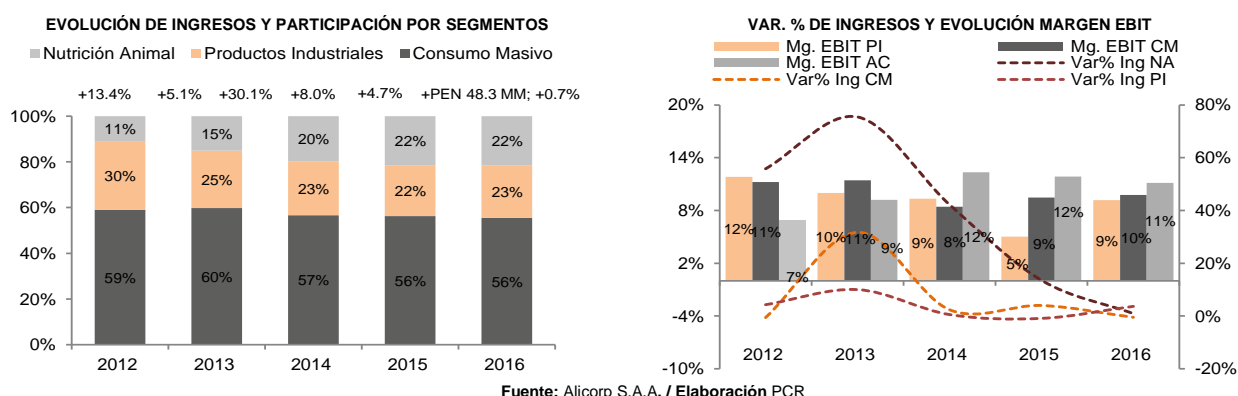 EVOLUCIÓN DE INGRESOS Y PARTICIPACIÓN POR SEGMENTOS
Nutrición Animal Productos Industriales Consumo Masivo
+13.4% +5.1% +30.1% +8.0% +4.7% +PEN 48.3 MM; +0.7%
100%
80%
60%
40%
20%
0%
11% 15% 20% 22% 22%
30% 25% 23% 22% 23%
59% 60% 57% 56% 56%
2012 2013 2014 2015 2016
VAR. % DE INGRESOS Y EVOLUCIÓN MARGEN EBIT
Mg. EBIT PI Mg. EBIT CM
Mg. EBIT AC Var% Ing NA
Var% Ing CM Var% Ing PI
20%
14%
8%
2%
-4%
-10%
12% 11% 7% 10% 11% 9% 9% 8% 12% 5% 9% 12% 9% 10% 11%
80%
60%
40%
20%
0%
-20%
2012 2013 2014 2015 2016
Fuente: Alicorp S.A.A. / Elaboración PCR